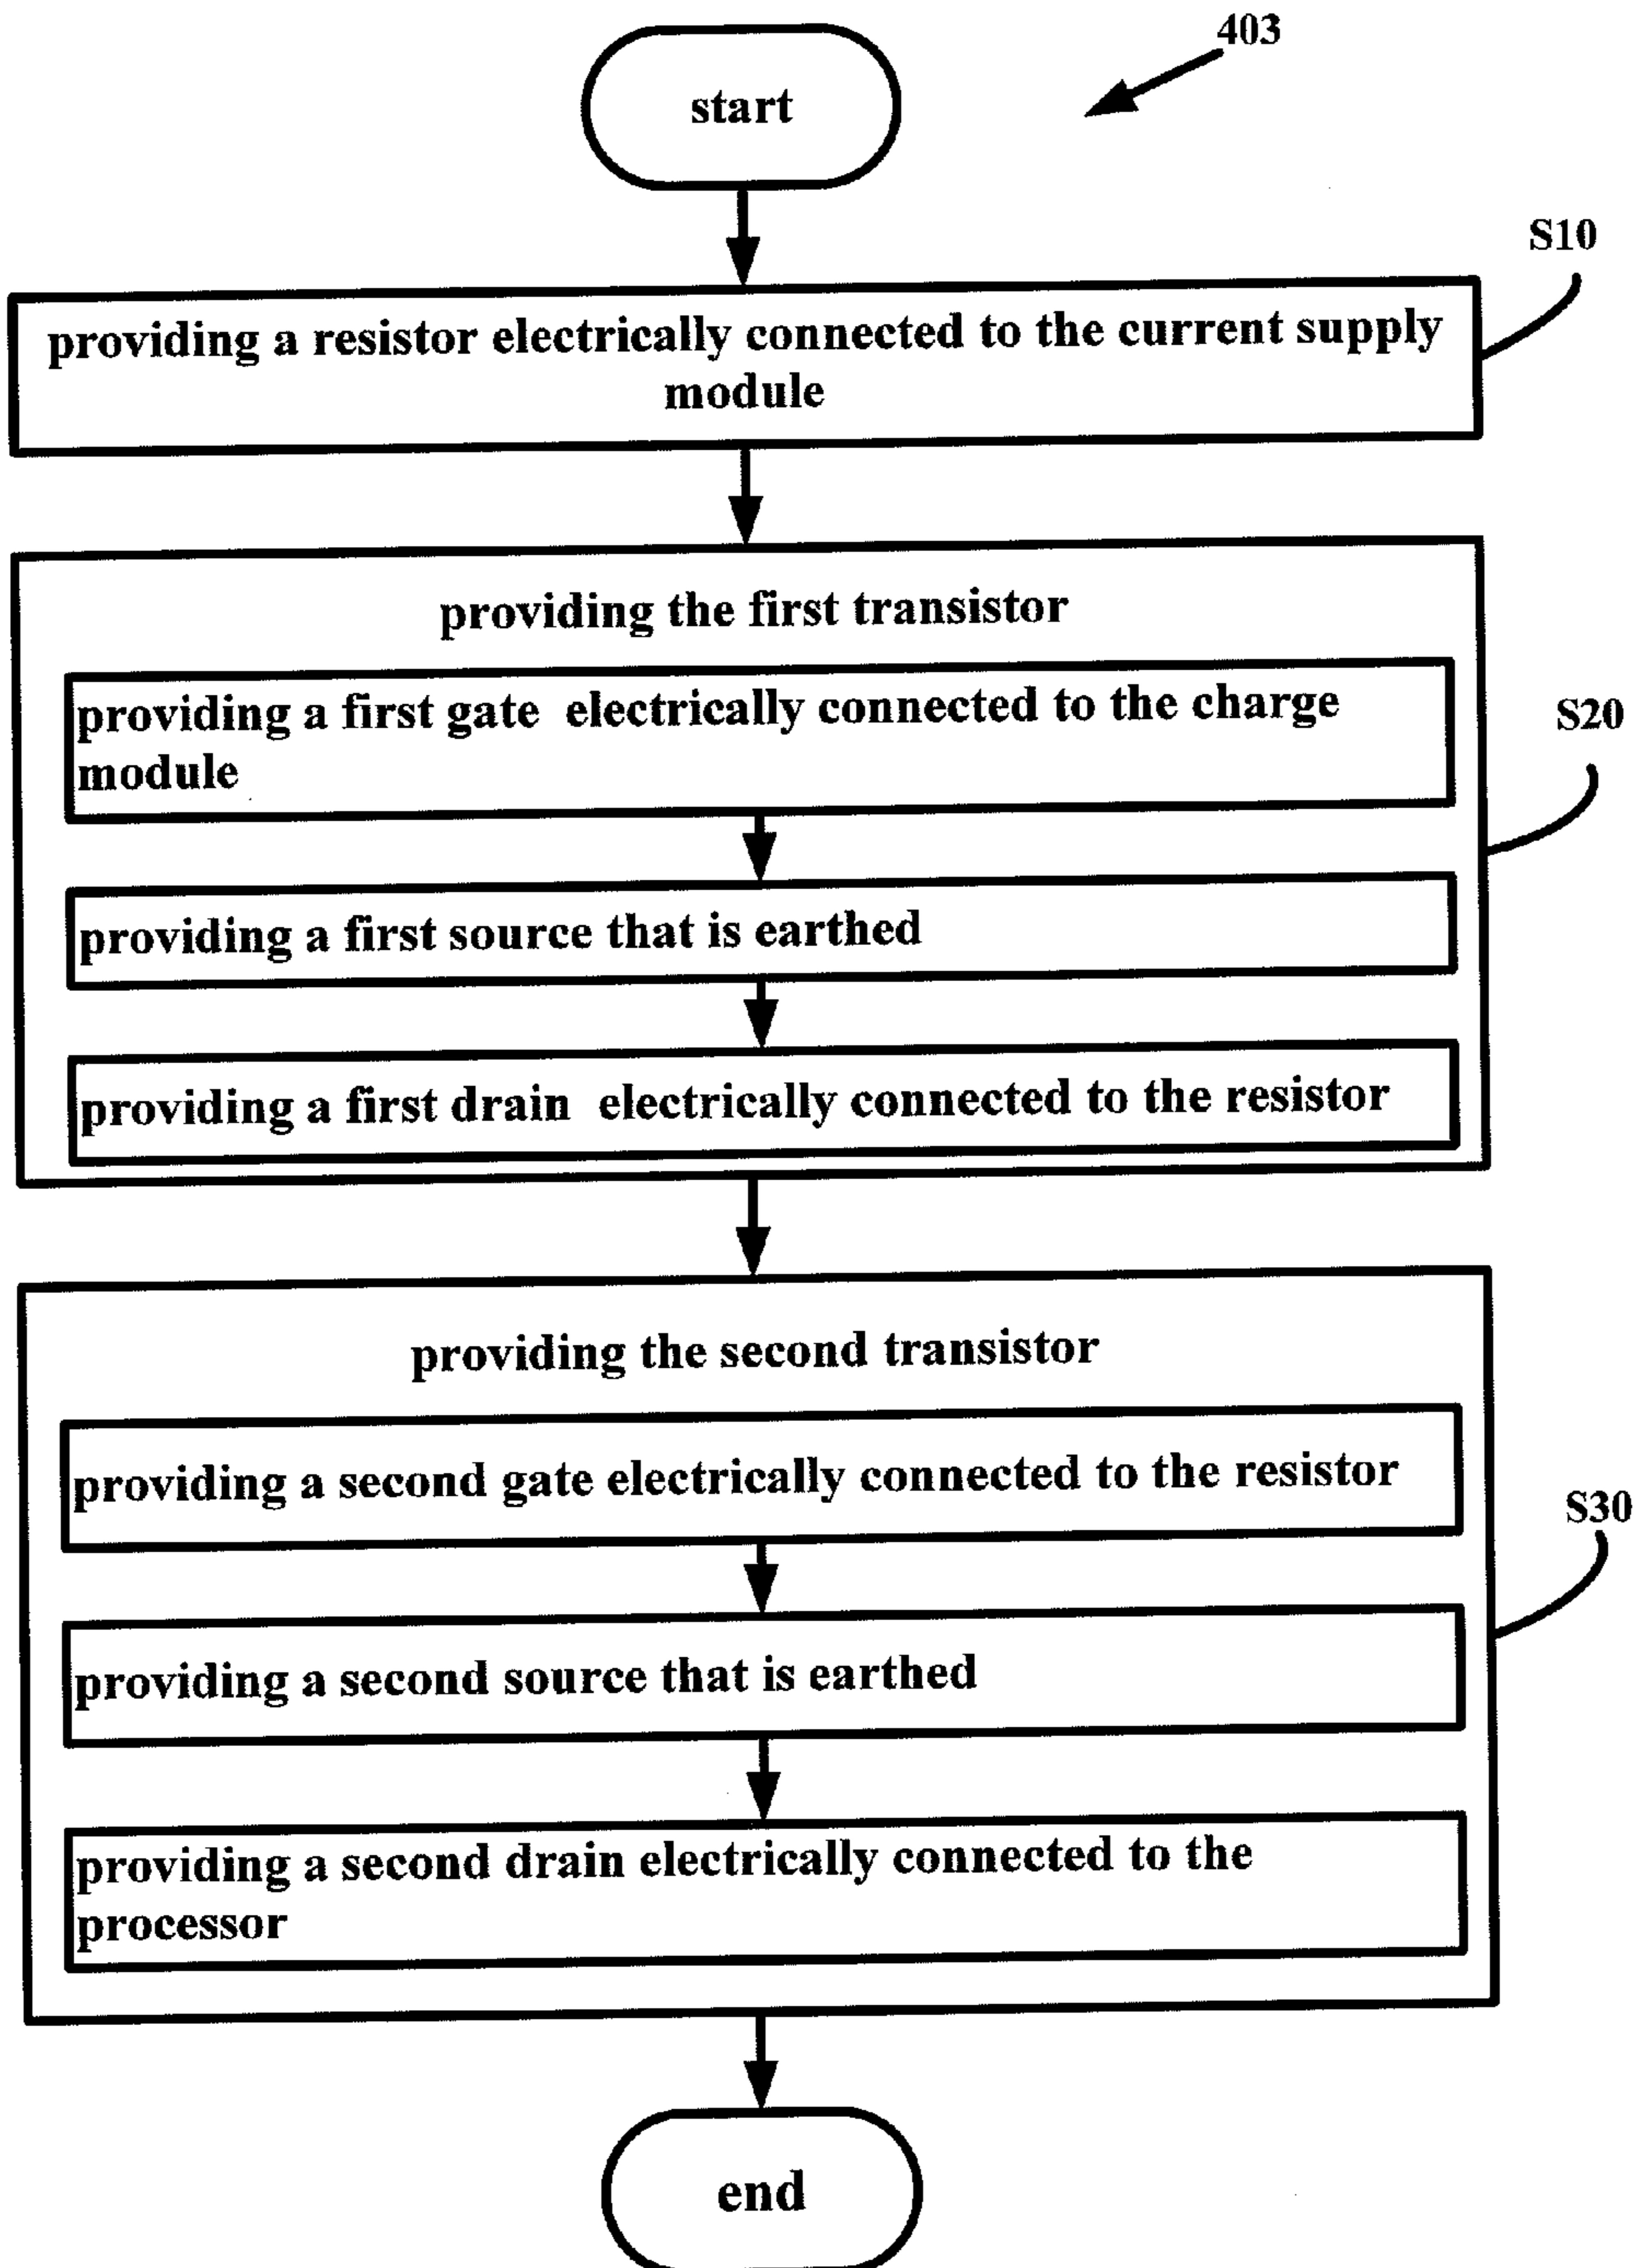 403
start
S10
providing a resistor electrically connected to the current supply
module
providing the first transistor
providing a first gate electrically connected to the charge
module
S20
providing a first source that is earthed
providing a first drain electrically connected to the resistor
providing the second transistor
providing a second gate electrically connected to the resistor
S30
providing a second source that is earthed
providing a second drain electrically connected to the
processor
end